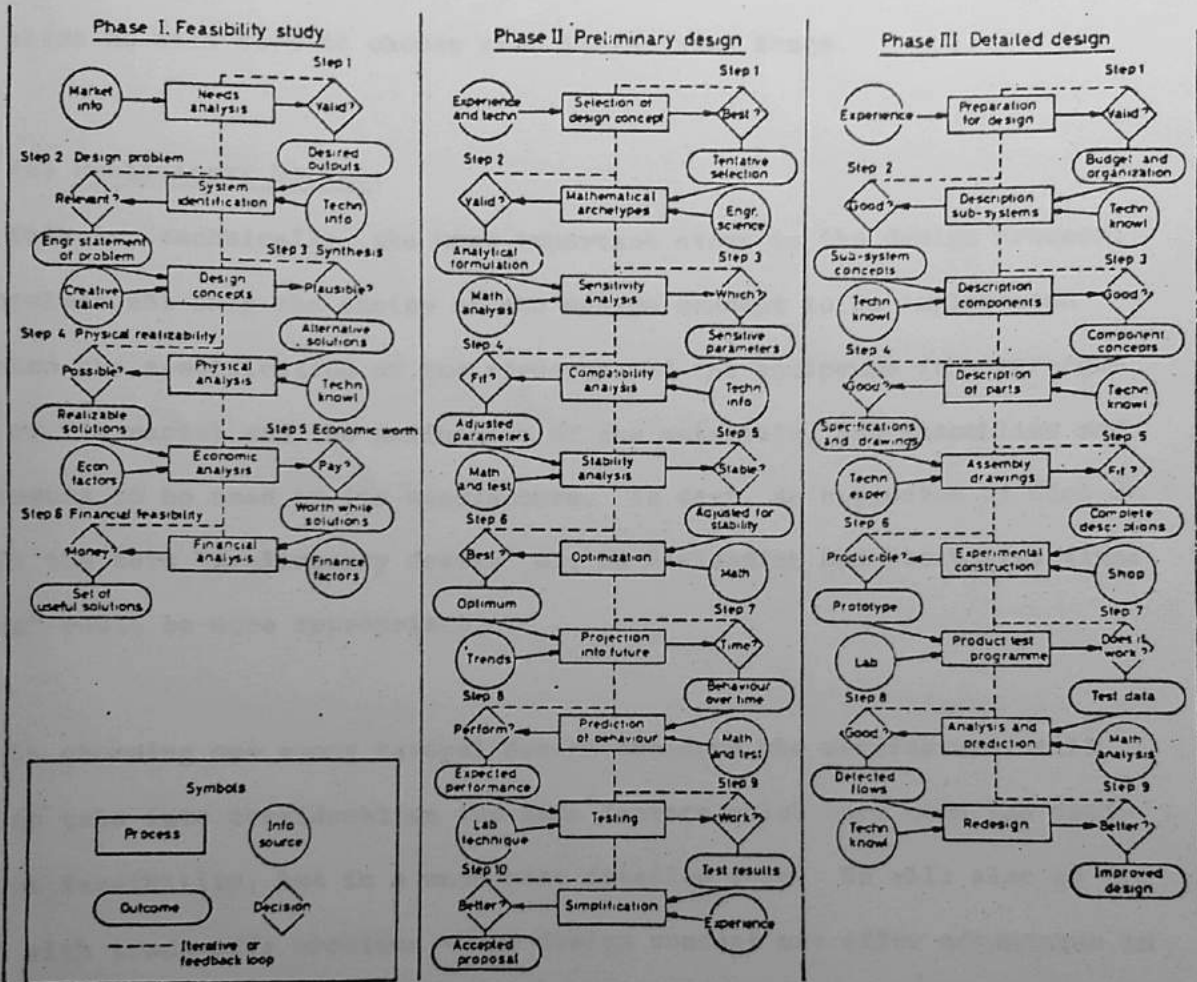 Phase I. Feasibility study
Step 1
Market
info
Needs
analysis
Valid?
Desired
outputs
Step 2 Design problem
Relevant?
System
identification
Techn
info
Engr statement
of problem
Step 3 Synthesis
Creative
talent
Design
concepts
Plausible?
Alternative
solutions
Step 4 Physical realizability
Possible?
Physical
analysis
Techn
knowl
Realizable
solutions
Step 5 Economic worth
Econ
factors
Economic
analysis
Pay?
Worth while
solutions
Step 6 Financial feasibility
Money?
Financial
analysis
Finance
factors
Set of
useful solutions
Symbols
Process
Info
source
Outcome
Decision
Iterative or
feedback loop
Phase II Preliminary design
Step 1
Experience
and techn
Selection of
design concept
Best?
Tentative
selection
Step 2
Valid?
Mathematical
archetypes
Engr.
science
Analytical
formulation
Step 3
Math
analysis
Sensitivity
analysis
Which?
Sensitive
parameters
Step 4
Fit?
Compatability
analysis
Techn
info
Adjusted
parameters
Step 5
Math
and test
Stability
analysis
Stable?
Adjusted for
stability
Step 6
Best?
Optimization
Math
Optimum
Step 7
Trends
Projection
into future
Time?
Behaviour
over time
Step 8
Perform?
Prediction
of behaviour
Math
and test
Expected
performance
Step 9
Lab
technique
Testing
Work?
Test results
Step 10
Better?
Simplification
Experience
Accepted
proposal
Phase III Detailed design
Step 1
Experience
Preparation
for design
Valid?
Budget and
organization
Step 2
Good?
Description
sub-systems
Techn
knowl
Sub-system
concepts
Step 3
Techn
knowl
Description
components
Good?
Component
concepts
Step 4
Good?
Description
of parts
Techn
knowl
Specifications
and drawings
Step 5
Techn
exper
Assembly
drawings
Fit?
Complete
descriptions
Step 6
Producible?
Experimental
construction
Shop
Prototype
Step 7
Lab
Product test
programme
Does it
work?
Test data
Step 8
Good?
Analysis and
prediction
Math
analysis
Detected
flows
Step 9
Techn
knowl
Redesign
Better?
Improved
design